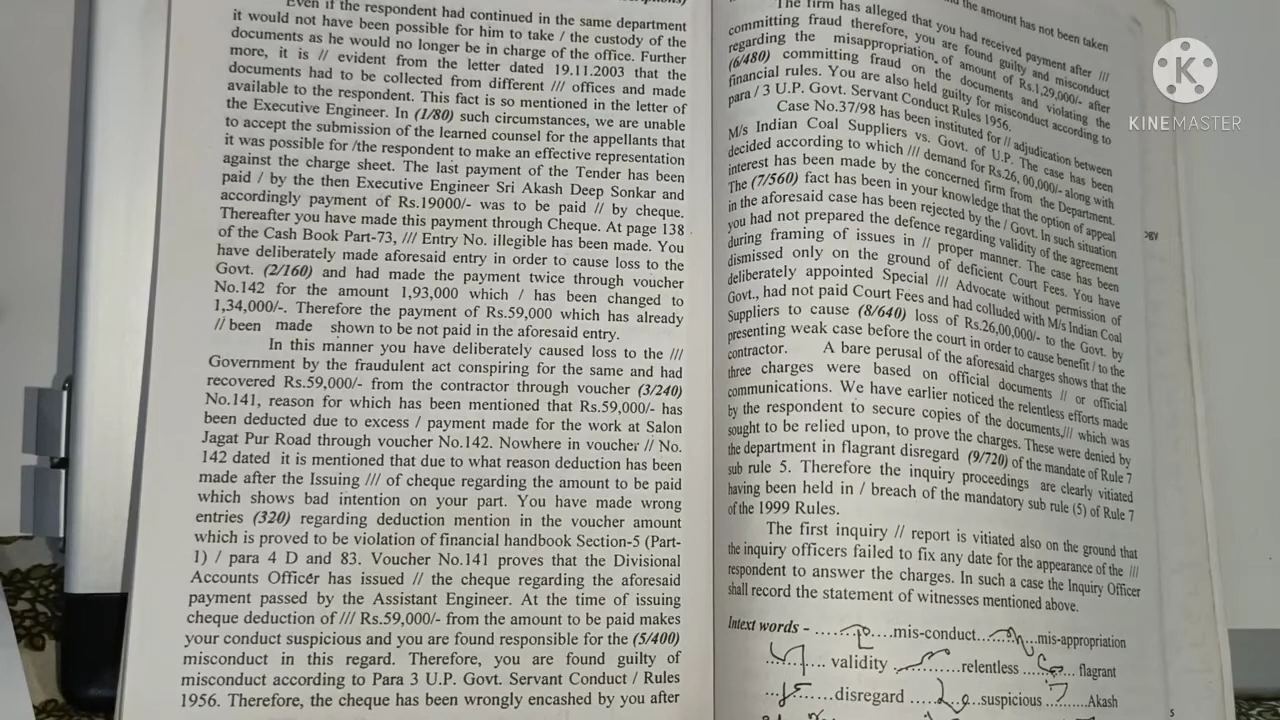 Even if the respondent had continued in the same department
it would not have been possible for him to take / the custody of the
documents as he would no longer be in charge of the office. Further
more, it is // evident from the letter dated 19.11.2003 that the
documents had to be collected from different /// offices and made
available to the respondent. This fact is so mentioned in the letter of
the Executive Engineer. In (1/80) such circumstances, we are unable
to accept the submission of the learned counsel for the appellants that
it was possible for /the respondent to make an effective representation
against the charge sheet. The last payment of the Tender has been
paid / by the then Executive Engineer Sri Akash Deep Sonkar and
accordingly payment of Rs.19000/- was to be paid // by cheque.
Thereafter you have made this payment through Cheque. At page 138
of the Cash Book Part-73, /// Entry No. illegible has been made. You
have deliberately made aforesaid entry in order to cause loss to the
Govt. (2/160) and had made the payment twice through voucher
No.142 for the amount 1,93,000 which / has been changed to
1,34,000/-. Therefore the payment of Rs.59,000 which has already
// been made shown to be not paid in the aforesaid entry.
In this manner you have deliberately caused loss to the ///
Government by the fraudulent act conspiring for the same and had
recovered Rs.59,000/- from the contractor through voucher (3/240)
No.141, reason for which has been mentioned that Rs.59,000/- has
been deducted due to excess / payment made for the work at Salon
Jagat Pur Road through voucher No.142. Nowhere in voucher // No.
142 dated it is mentioned that due to what reason deduction has been
made after the Issuing /// of cheque regarding the amount to be paid
which shows bad intention on your part. You have made wrong
entries (320) regarding deduction mention in the voucher amount
which is proved to be violation of financial handbook Section-5 (Part-
1) / para 4 D and 83. Voucher No.141 proves that the Divisional
Accounts Officer has issued // the cheque regarding the aforesaid
payment passed by the Assistant Engineer. At the time of issuing
cheque deduction of /// Rs.59,000/- from the amount to be paid makes
your conduct suspicious and you are found responsible for the (5/400)
misconduct in this regard. Therefore, you are found guilty of
misconduct according to Para 3 U.P. Govt. Servant Conduct / Rules
1956. Therefore, the cheque has been wrongly encashed by you after
the amount has not been taken
The firm has alleged that you had received payment after ///
committing fraud therefore, you are found guilty and misconduct
regarding the misappropriation of amount of Rs.1,29,000/- after
(6/480) committing fraud on the documents and violating the
financial rules. You are also held guilty for misconduct according to
para / 3 U.P. Govt. Servant Conduct Rules 1956.
Case No.37/98 has been instituted for // adjudication between
M/s Indian Coal Suppliers vs. Govt. of U.P. The case has been
decided according to which /// demand for Rs.26, 00,000/- along with
interest has been made by the concerned firm from the Department.
The (7/560) fact has been in your knowledge that the option of appeal
in the aforesaid case has been rejected by the / Govt. In such situation
you had not prepared the defence regarding validity of the agreement
during framing of issues in // proper manner. The case has been
dismissed only on the ground of deficient Court Fees. You have
deliberately appointed Special /// Advocate without permission of
Govt., had not paid Court Fees and had colluded with M/s Indian Coal
Suppliers to cause (8/640) loss of Rs.26,00,000/- to the Govt. by
presenting weak case before the court in order to cause benefit / to the
contractor. A bare perusal of the aforesaid charges shows that the
three charges were based on official documents // or official
communications. We have earlier noticed the relentless efforts made
by the respondent to secure copies of the documents,/// which was
sought to be relied upon, to prove the charges. These were denied by
the department in flagrant disregard (9/720) of the mandate of Rule 7
sub rule 5. Therefore the inquiry proceedings are clearly vitiated
having been held in / breach of the mandatory sub rule (5) of Rule 7
of the 1999 Rules.
The first inquiry // report is vitiated also on the ground that
the inquiry officers failed to fix any date for the appearance of the ///
respondent to answer the charges. In such a case the Inquiry Officer
shall record the statement of witnesses mentioned above.
Intext words - .......... mis-conduct .......... mis-appropriation
.......... validity .......... relentless .......... flagrant
.......... disregard .......... suspicious .......... Akash
5
KINEMASTER